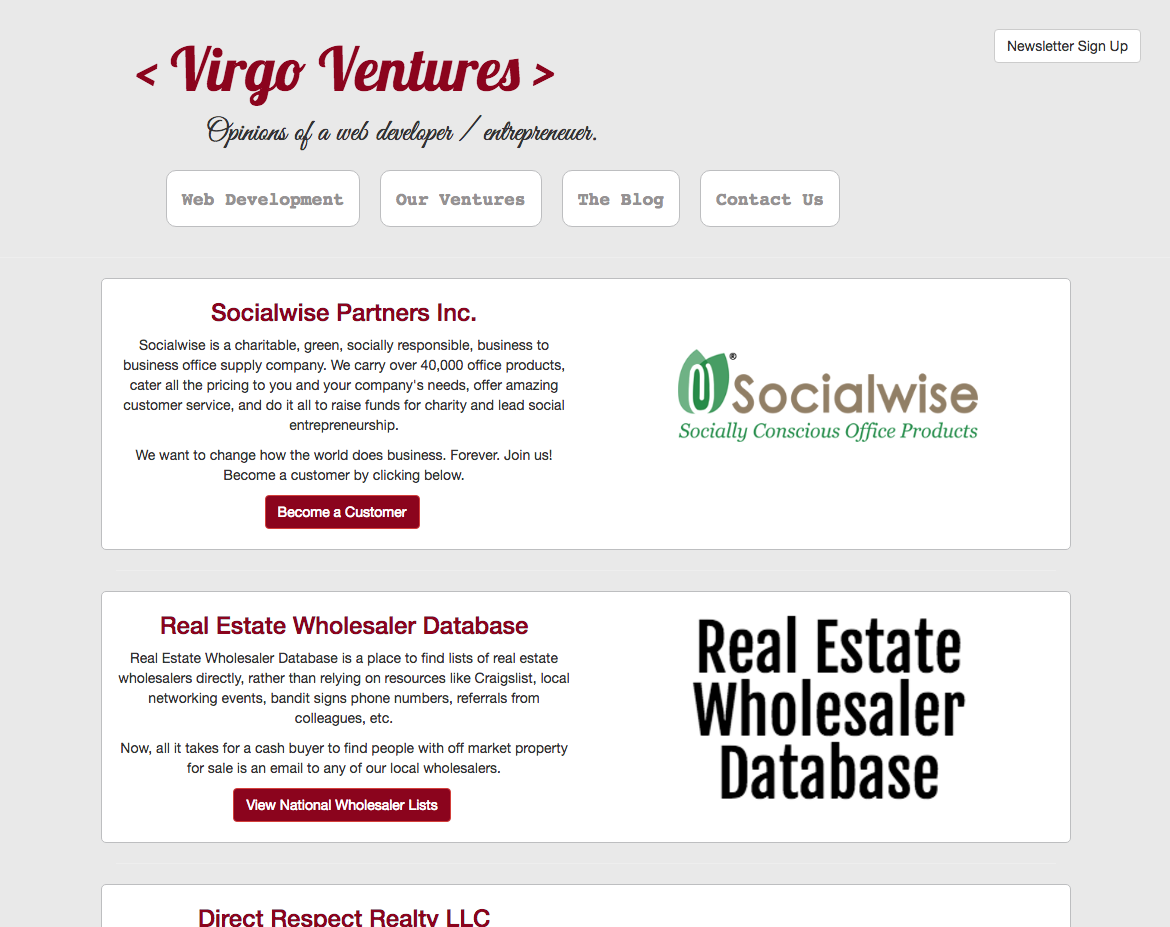 < Virgo Ventures >
Newsletter Sign Up
Opinions of a web developer / entrepreneuer.
Web Development
Our Ventures
The Blog
Contact Us
Socialwise Partners Inc.
Socialwise is a charitable, green, socially responsible, business to
business office supply company. We carry over 40,000 office products,
cater all the pricing to you and your company's needs, offer amazing
customer service, and do it all to raise funds for charity and lead social
entrepreneurship.
We want to change how the world does business. Forever. Join us!
Become a customer by clicking below.
Become a Customer
®
Socialwise
Socially Conscious Office Products
Real Estate Wholesaler Database
Real Estate Wholesaler Database is a place to find lists of real estate
wholesalers directly, rather than relying on resources like Craigslist, local
networking events, bandit signs phone numbers, referrals from
colleagues, etc.
Now, all it takes for a cash buyer to find people with off market property
for sale is an email to any of our local wholesalers.
View National Wholesaler Lists
Real Estate
Wholesaler
Database
Direct Respect Realty LLC